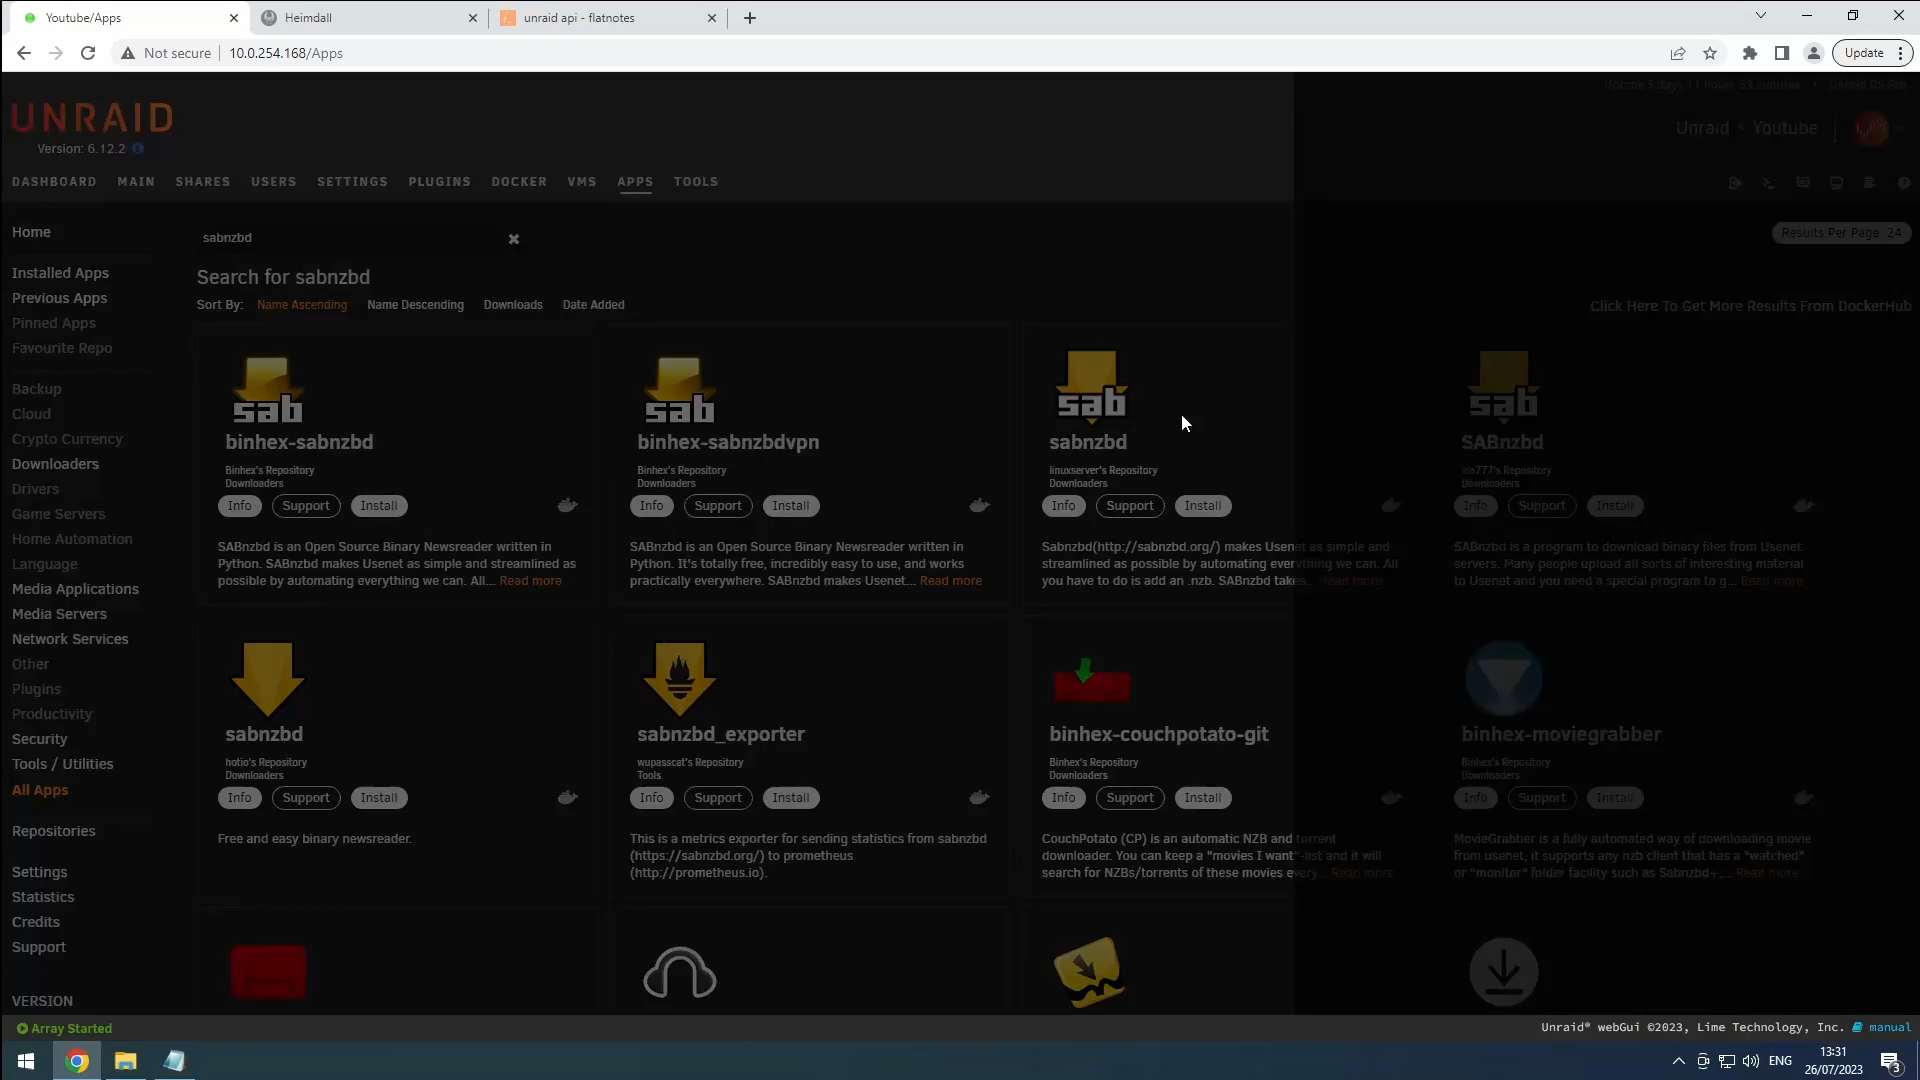 Youtube/Apps
Heimdall
unraid api - flatnotes
Not secure
10.0.254.168/Apps
Update
UNRAID
Version: 6.12.2
Unraid • Youtube
DASHBOARD MAIN SHARES USERS SETTINGS PLUGINS DOCKER VMS APPS TOOLS
Home
Installed Apps
Previous Apps
Pinned Apps
Favourite Repo
Backup
Cloud
Crypto Currency
Downloaders
Drivers
Game Servers
Home Automation
Language
Media Applications
Media Servers
Network Services
Other
Plugins
Productivity
Security
Tools / Utilities
All Apps
Repositories
Settings
Statistics
Credits
Support
VERSION
sabnzbd
Results Per Page 24
Search for sabnzbd
Sort By: Name Ascending Name Descending Downloads Date Added
Click Here To Get More Results From DockerHub
sab
binhex-sabnzbd
Binhex's Repository
Downloaders
Info Support Install
SABnzbd is an Open Source Binary Newsreader written in
Python. SABnzbd makes Usenet as simple and streamlined as
possible by automating everything we can. All... Read more
sab
binhex-sabnzbdvpn
Binhex's Repository
Downloaders
Info Support Install
SABnzbd is an Open Source Binary Newsreader written in
Python. It's totally free, incredibly easy to use, and works
practically everywhere. SABnzbd makes Usenet... Read more
sab
sabnzbd
linuxserver's Repository
Downloaders
Info Support Install
Sabnzbd(http://sabnzbd.org/) makes Usenet as simple and
streamlined as possible by automating everything we can. All
you have to do is add an .nzb. SABnzbd takes... Read more
sab
SABnzbd
Repository
Downloaders
Info Support Install
SABnzbd is a program to download binary files from Usenet
servers. Many people upload all sorts of interesting material
to Usenet and you need a special program to g... Read more
sabnzbd
hotio's Repository
Downloaders
Info Support Install
Free and easy binary newsreader.
sabnzbd_exporter
wupasscat's Repository
Tools
Info Support Install
This is a metrics exporter for sending statistics from sabnzbd
(https://sabnzbd.org/) to prometheus
(http://prometheus.io).
binhex-couchpotato-git
Binhex's Repository
Downloaders
Info Support Install
CouchPotato (CP) is an automatic NZB and torrent
downloader. You can keep a "movies I want"-list and it will
search for NZBs/torrents of these movies every... Read more
binhex-moviegrabber
Binhex's Repository
Downloaders
Info Support Install
MovieGrabber is a fully automated way of downloading movie
from usenet, it supports any nzb client that has a "watched"
or "monitor" folder facility such as Sabnzbd+,... Read more
Array Started
Unraid® webGui ©2023, Lime Technology, Inc. manual
ENG
13:31
26/07/2023
3